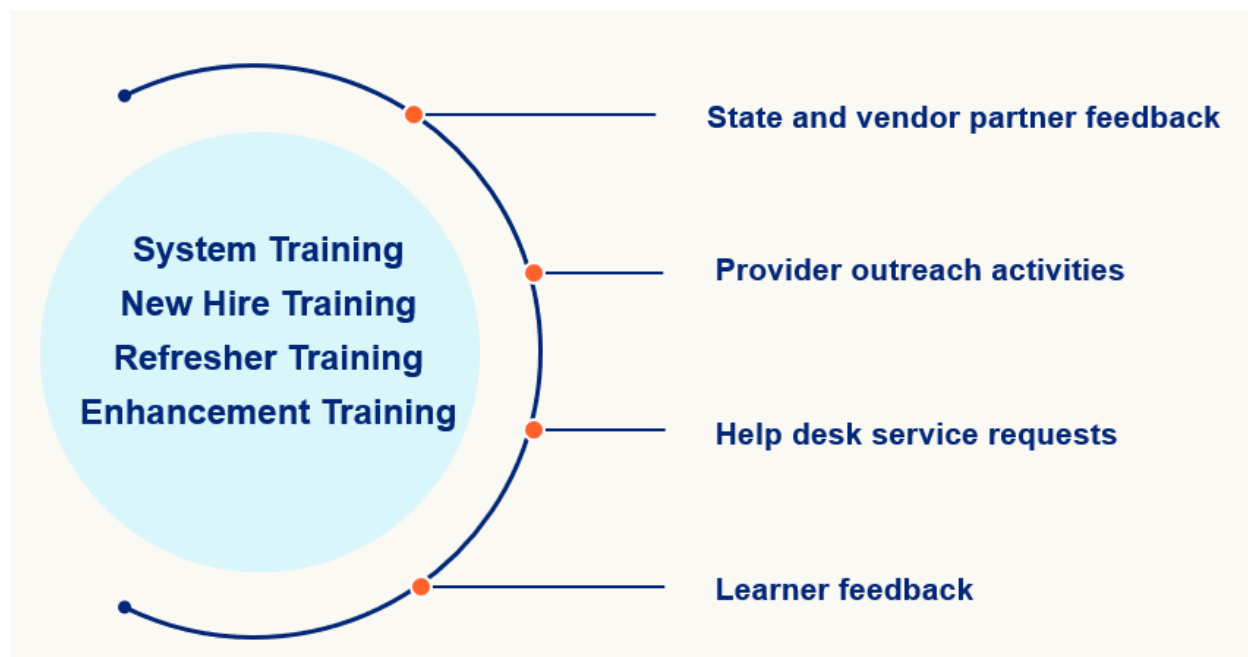 System Training
New Hire Training
Refresher Training
Enhancement Training
State and vendor partner feedback
Provider outreach activities
Help desk service requests
Learner feedback